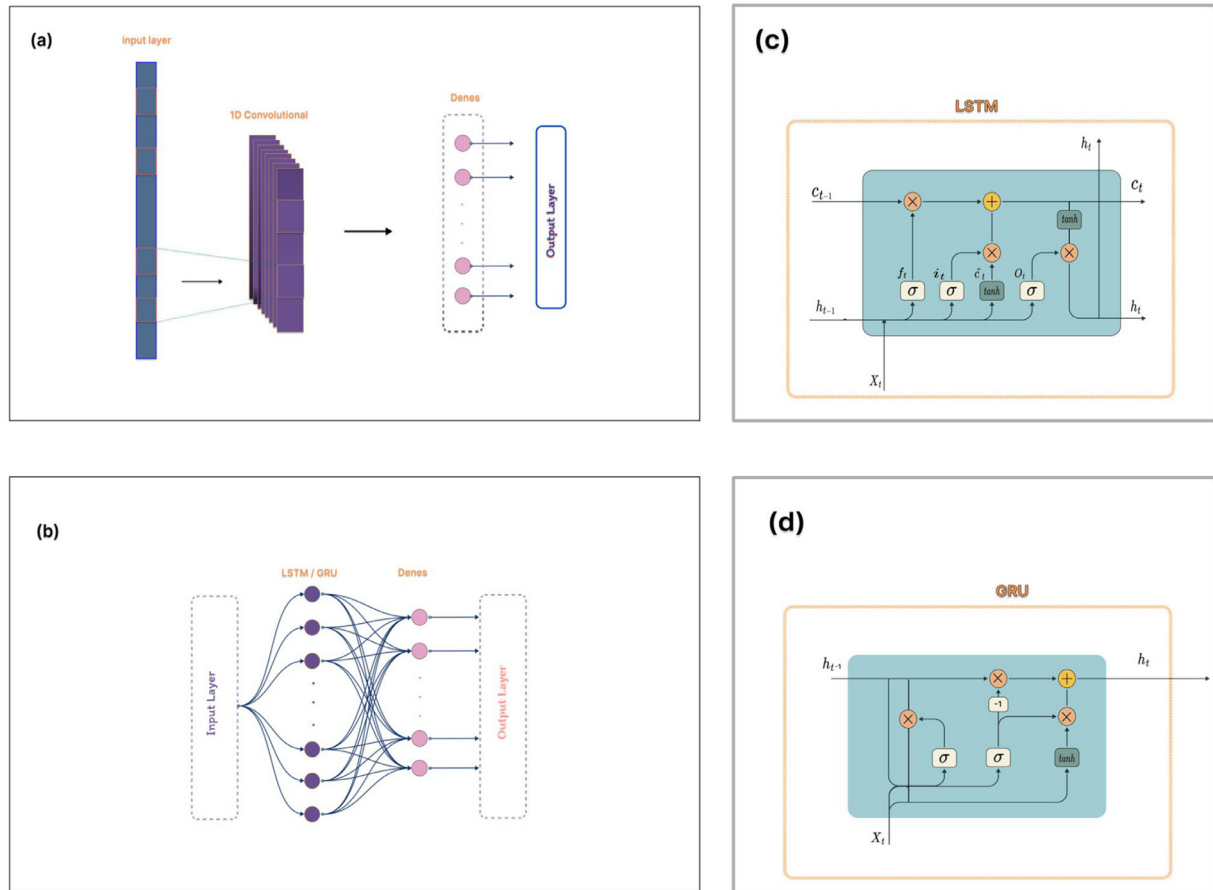 (a)
input layer
1D Convolutional
Denes
Output Layer
(c)
LSTM
h_t
c_{t-1}
c_t
×
+
tanh
×
×
f_t
i_t
c̃_t
O_t
σ
σ
tanh
σ
h_{t-1}
h_t
X_t
(b)
LSTM / GRU
Denes
Input Layer
Output Layer
(d)
GRU
h_{t-1}
h_t
×
+
-1
×
×
σ
σ
tanh
X_t